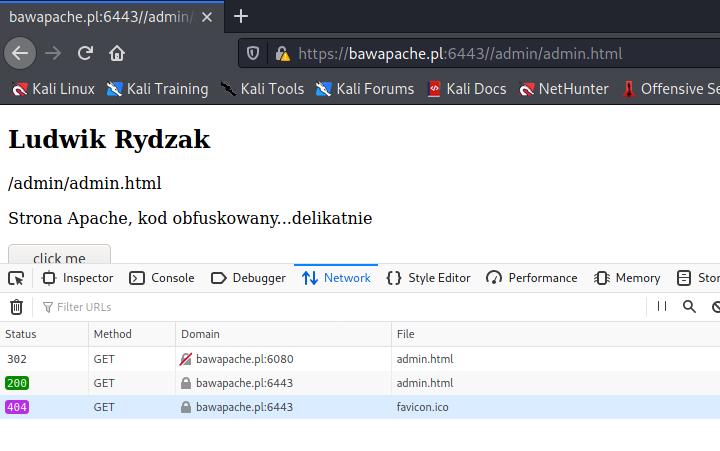 bawapache.pl:6443//admin/
https://bawapache.pl:6443//admin/admin.html
Kali Linux Kali Training Kali Tools Kali Forums Kali Docs NetHunter Offensive Se
Ludwik Rydzak
/admin/admin.html
Strona Apache, kod obfuskowany...delikatnie
click me
Inspector Console Debugger Network Style Editor Performance Memory Stor
Filter URLs
Status Method Domain File
302 GET bawapache.pl:6080 admin.html
200 GET bawapache.pl:6443 admin.html
404 GET bawapache.pl:6443 favicon.ico